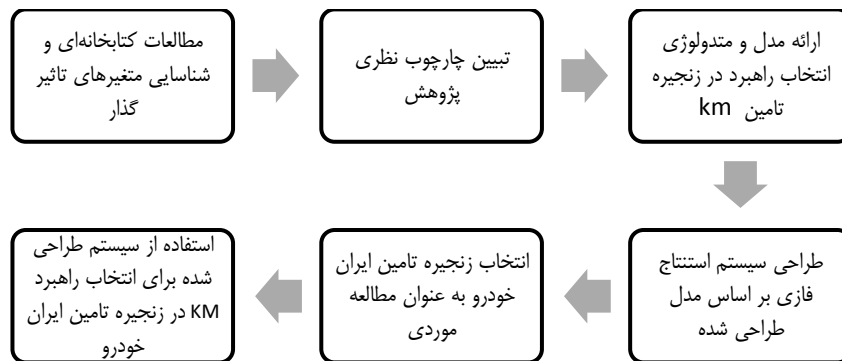 مطالعات کتابخانه‌ای و
شناسایی متغیرهای تاثیر
گذار
تبیین چارچوب نظری
پژوهش
ارائه مدل و متدولوژی
انتخاب راهبرد در زنجیره
تامین km
طراحی سیستم استنتاج
فازی بر اساس مدل
طراحی شده
انتخاب زنجیره تامین ایران
خودرو به عنوان مطالعه
موردی
استفاده از سیستم طراحی
شده برای انتخاب راهبرد
KM در زنجیره تامین ایران
خودرو